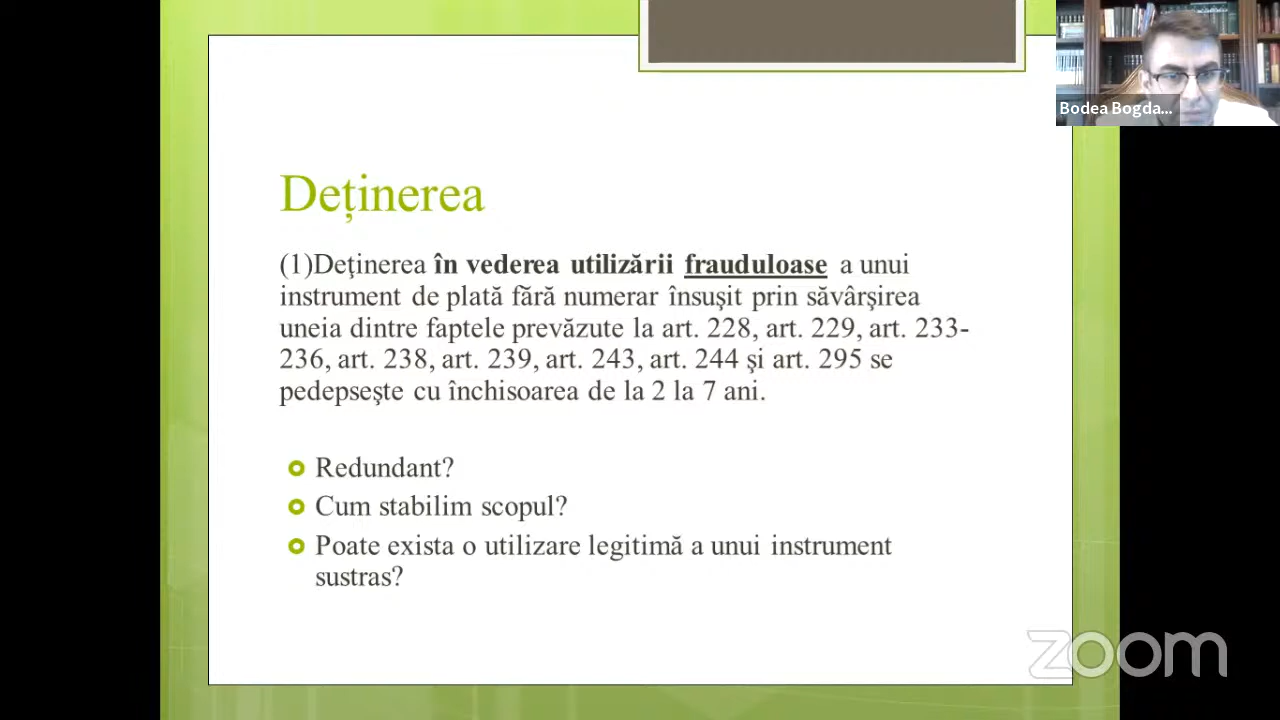 Bodea Bogda...
Deținerea
(1)Deţinerea în vederea utilizării frauduloase a unui
instrument de plată fără numerar însuşit prin săvârşirea
uneia dintre faptele prevăzute la art. 228, art. 229, art. 233-
236, art. 238, art. 239, art. 243, art. 244 şi art. 295 se
pedepseşte cu închisoarea de la 2 la 7 ani.
Redundant?
Cum stabilim scopul?
Poate exista o utilizare legitimă a unui instrument
sustras?
zoom